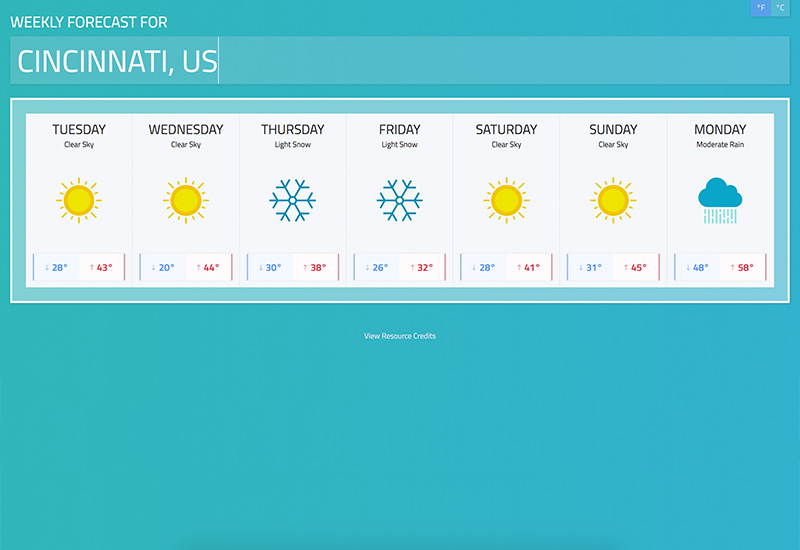 °F °C
WEEKLY FORECAST FOR
CINCINNATI, US
TUESDAY WEDNESDAY THURSDAY FRIDAY SATURDAY SUNDAY MONDAY
Clear Sky Clear Sky Light Snow Light Snow Clear Sky Clear Sky Moderate Rain
↓ 28° ↑ 43° ↓ 20° ↑ 44° ↓ 30° ↑ 38° ↓ 26° ↑ 32° ↓ 28° ↑ 41° ↓ 31° ↑ 45° ↓ 48° ↑ 58°
View Resource Credits